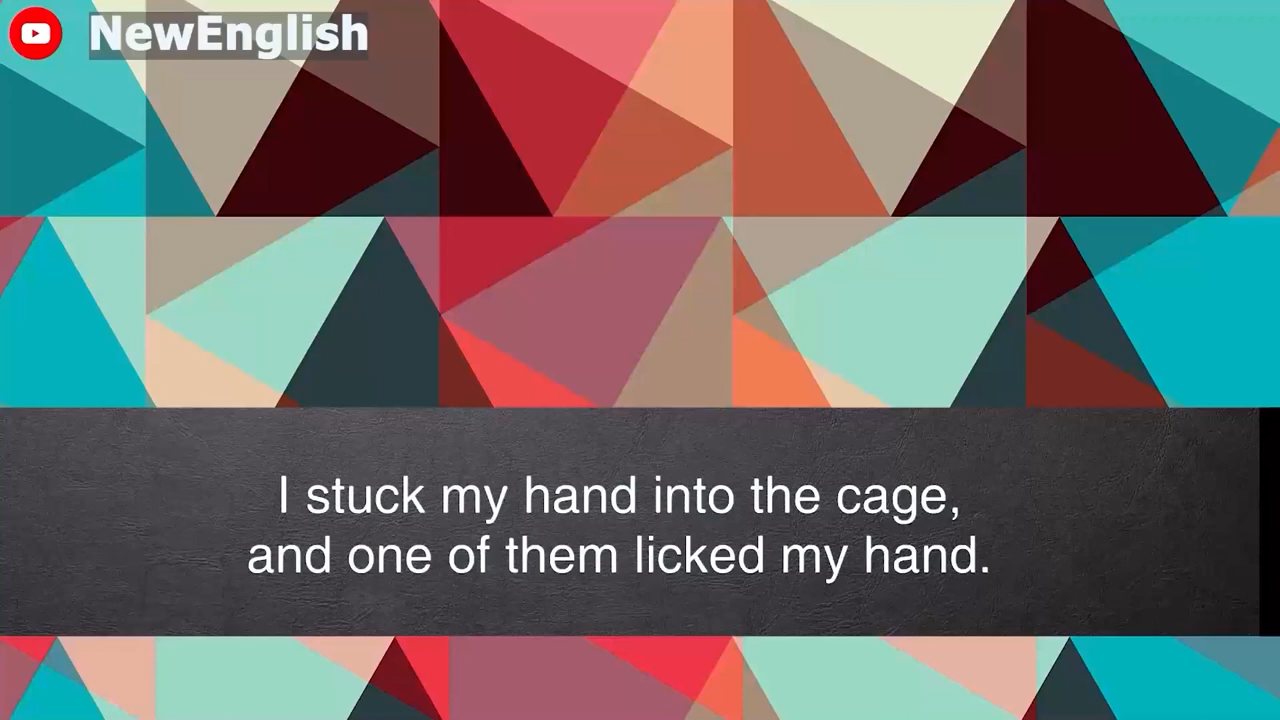 NewEnglish
I stuck my hand into the cage,
and one of them licked my hand.